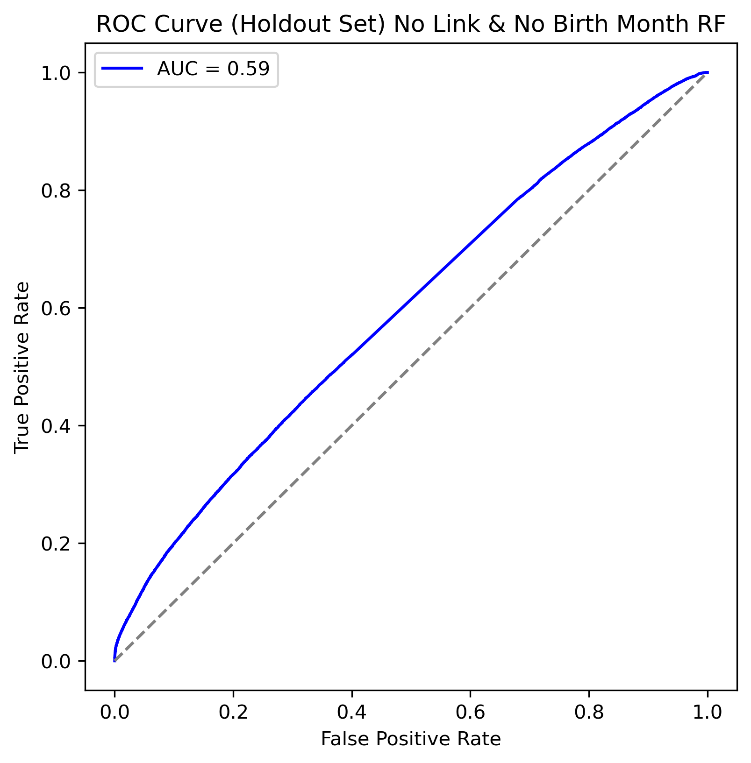 ROC Curve (Holdout Set) No Link & No Birth Month RF
AUC = 0.59
True Positive Rate
1.0
0.8
0.6
0.4
0.2
0.0
0.0 0.2 0.4 0.6 0.8 1.0
False Positive Rate